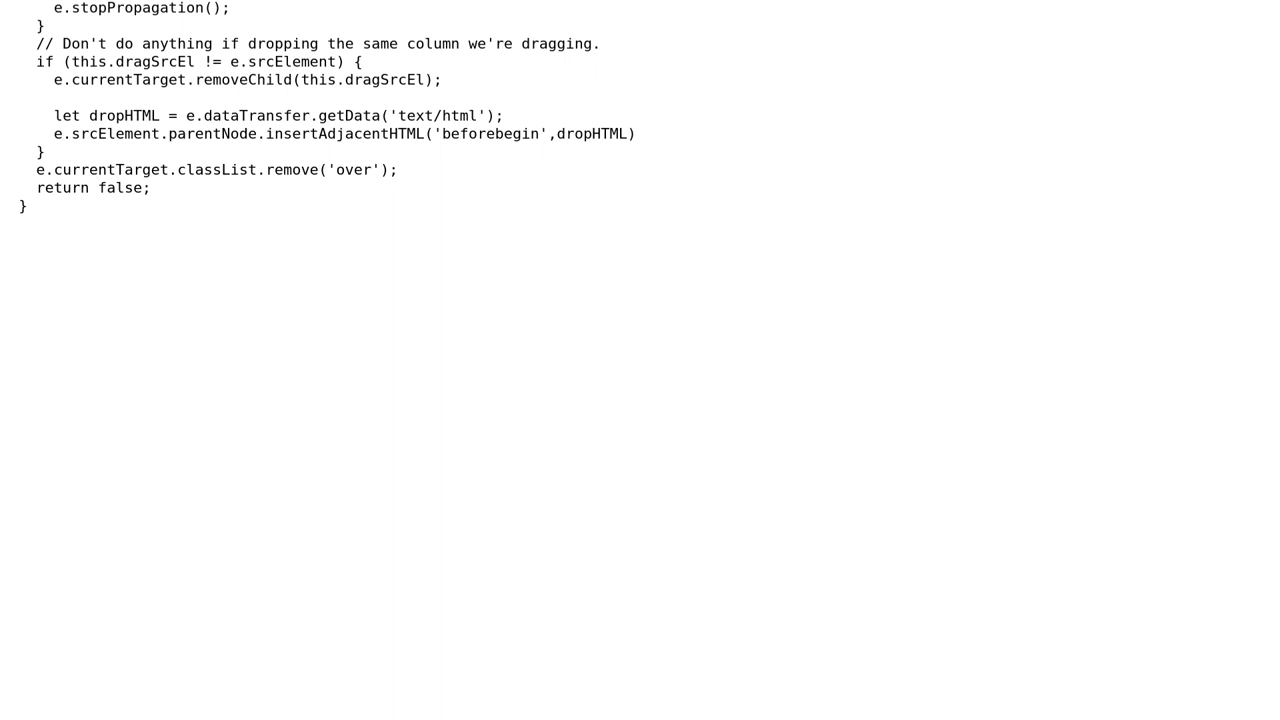 e.stopPropagation();
}
// Don't do anything if dropping the same column we're dragging.
if (this.dragSrcEl != e.srcElement) {
e.currentTarget.removeChild(this.dragSrcEl);
let dropHTML = e.dataTransfer.getData('text/html');
e.srcElement.parentNode.insertAdjacentHTML('beforebegin',dropHTML)
}
e.currentTarget.classList.remove('over');
return false;
}